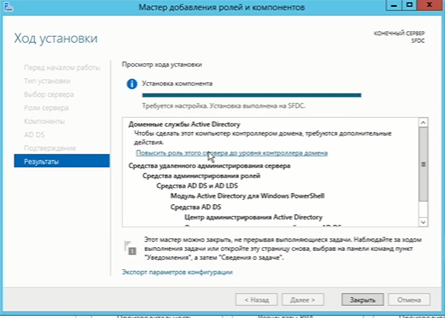 Мастер добавления ролей и компонентов
Ход установки
КОНЕЧНЫЙ СЕРВЕР
SFDC
Перед началом работы
Тип установки
Выбор сервера
Роли сервера
Компоненты
AD DS
Подтверждение
Результаты
Просмотр хода установки
Установка компонента
Требуется настройка. Установка выполнена на SFDC.
Доменные службы Active Directory
Чтобы сделать этот компьютер контроллером домена, требуются дополнительные
действия.
Повысить роль этого сервера до уровня контроллера домена
Средства удаленного администрирования сервера
Средства администрирования ролей
Средства AD DS и AD LDS
Модуль Active Directory для Windows PowerShell
Средства AD DS
Центр администрирования Active Directory
Этот мастер можно закрыть, не прерывая выполняющиеся задачи. Наблюдайте за ходом
выполнения задачи или откройте эту страницу снова, выбрав на панели команд пункт
"Уведомления", а затем "Сведения о задаче".
Экспорт параметров конфигурации
< Назад
Далее >
Закрыть
Отмена